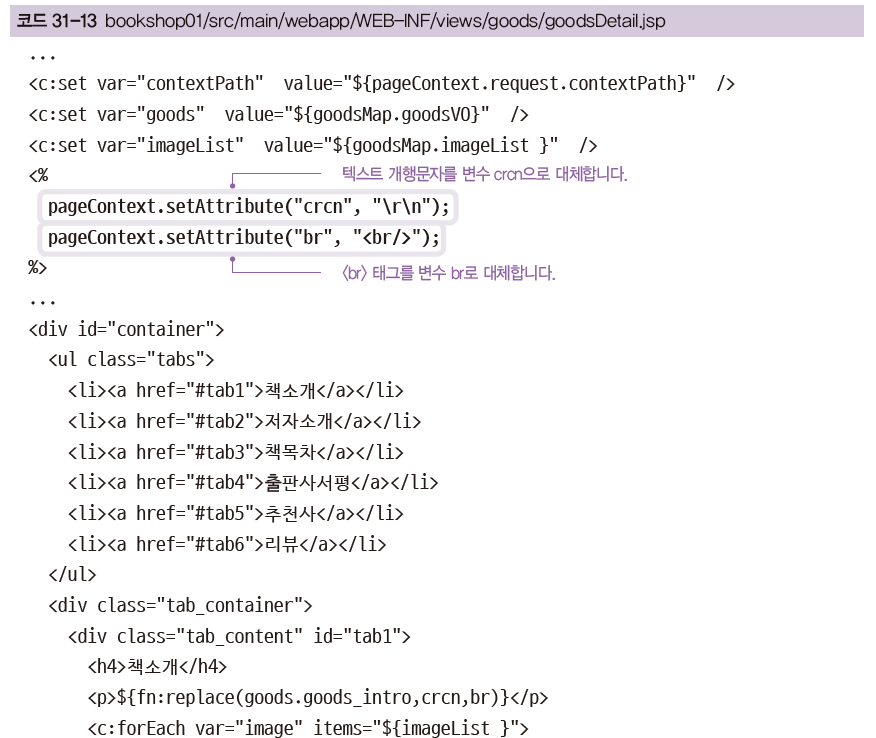 코드 31-13 bookshop01/src/main/webapp/WEB-INF/views/goods/goodsDetail.jsp
...
<c:set var="contextPath"  value="${pageContext.request.contextPath}"  />
<c:set var="goods"  value="${goodsMap.goodsVO}"  />
<c:set var="imageList"  value="${goodsMap.imageList }"  />
<%
텍스트 개행문자를 변수 crcn으로 대체합니다.
pageContext.setAttribute("crcn", "\r\n");
pageContext.setAttribute("br", "<br/>");
%>
〈br〉 태그를 변수 br로 대체합니다.
...
<div id="container">
<ul class="tabs">
<li><a href="#tab1">책소개</a></li>
<li><a href="#tab2">저자소개</a></li>
<li><a href="#tab3">책목차</a></li>
<li><a href="#tab4">출판사서평</a></li>
<li><a href="#tab5">추천사</a></li>
<li><a href="#tab6">리뷰</a></li>
</ul>
<div class="tab_container">
<div class="tab_content" id="tab1">
<h4>책소개</h4>
<p>${fn:replace(goods.goods_intro,crcn,br)}</p>
<c:forEach var="image" items="${imageList }">